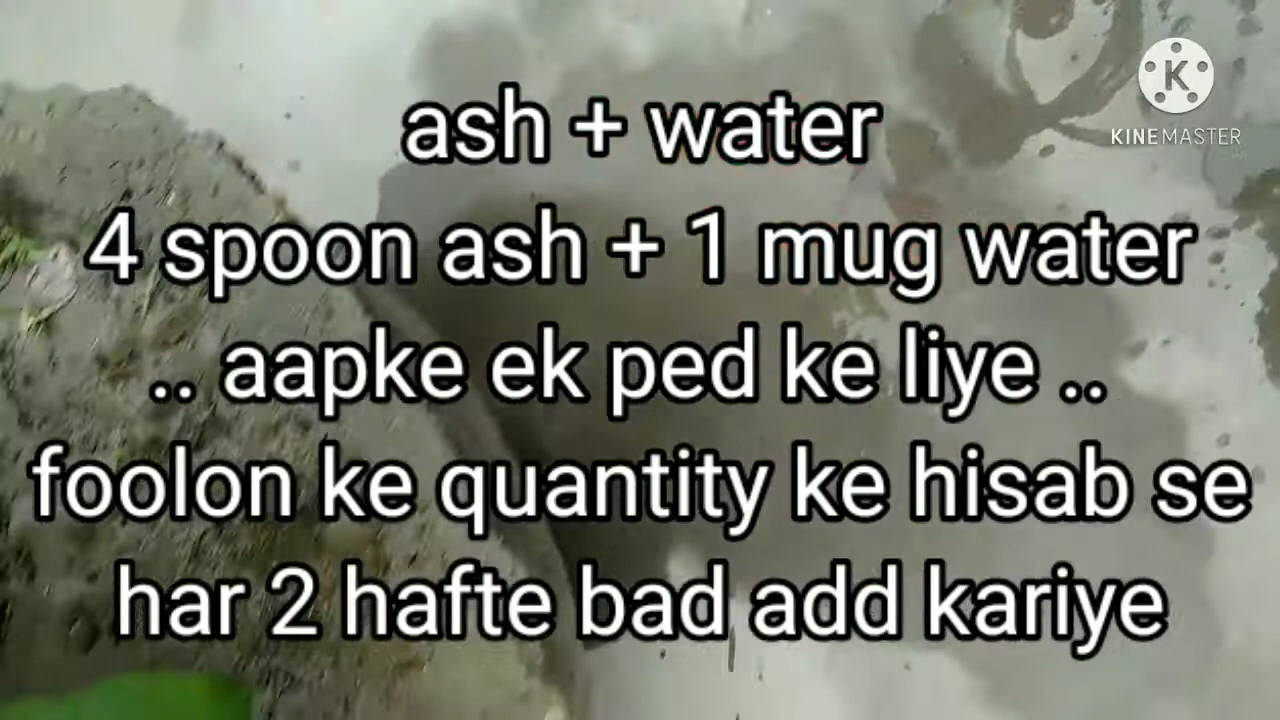 K
KINEMASTER
ash + water
4 spoon ash + 1 mug water
.. aapke ek ped ke liye ..
foolon ke quantity ke hisab se
har 2 hafte bad add kariye